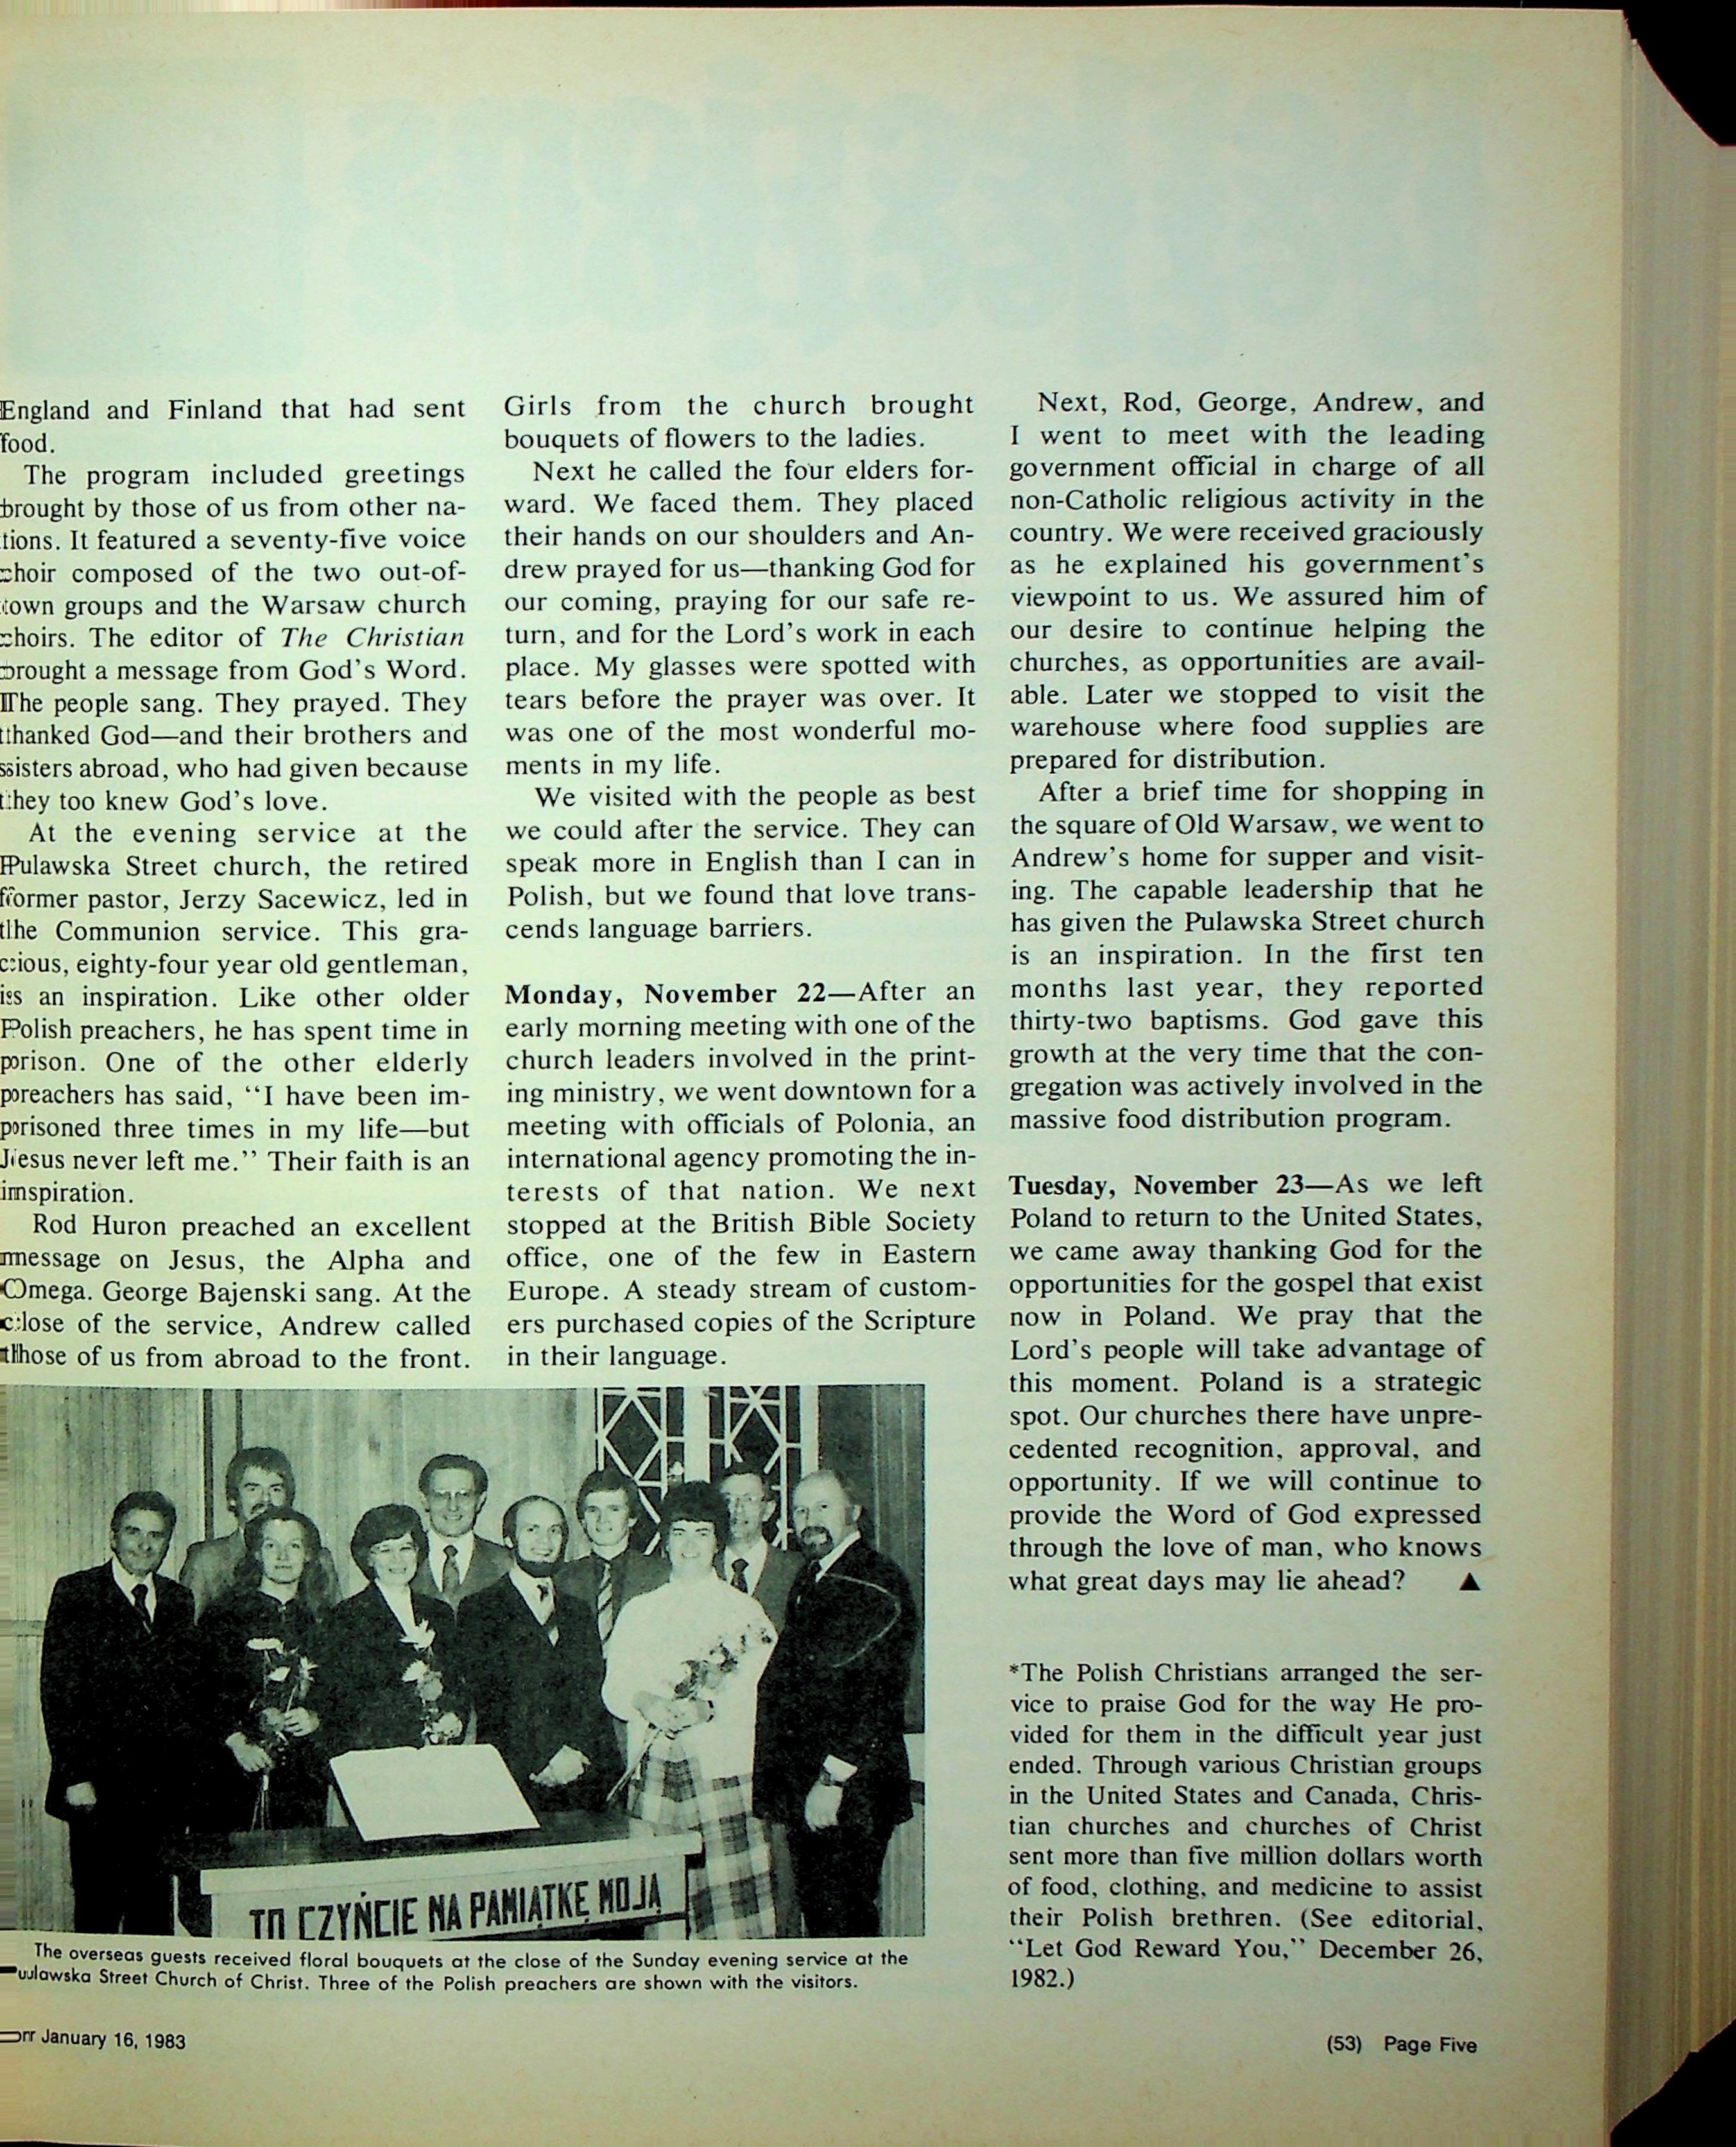 England and Finland that had sent
food.
The program included greetings
brought by those of us from other na-
tions. It featured a seventy-five voice
choir composed of the two out-of-
town groups and the Warsaw church
choirs. The editor of The Christian
brought a message from God's Word.
The people sang. They prayed. They
thanked God—and their brothers and
sisters abroad, who had given because
they too knew God's love.
At the evening service at the
Pulawska Street church, the retired
former pastor, Jerzy Sacewicz, led in
the Communion service. This gra-
cious, eighty-four year old gentleman,
is an inspiration. Like other older
Polish preachers, he has spent time in
prison. One of the other elderly
preachers has said, “I have been im-
prisoned three times in my life—but
Jesus never left me.” Their faith is an
inspiration.
Rod Huron preached an excellent
message on Jesus, the Alpha and
Omega. George Bajenski sang. At the
close of the service, Andrew called
those of us from abroad to the front.
Girls from the church brought
bouquets of flowers to the ladies.
Next he called the four elders for-
ward. We faced them. They placed
their hands on our shoulders and An-
drew prayed for us—thanking God for
our coming, praying for our safe re-
turn, and for the Lord's work in each
place. My glasses were spotted with
tears before the prayer was over. It
was one of the most wonderful mo-
ments in my life.
We visited with the people as best
we could after the service. They can
speak more in English than I can in
Polish, but we found that love trans-
cends language barriers.
Monday, November 22—After an
early morning meeting with one of the
church leaders involved in the print-
ing ministry, we went downtown for a
meeting with officials of Polonia, an
international agency promoting the in-
terests of that nation. We next
stopped at the British Bible Society
office, one of the few in Eastern
Europe. A steady stream of custom-
ers purchased copies of the Scripture
in their language.
Next, Rod, George, Andrew, and
I went to meet with the leading
government official in charge of all
non-Catholic religious activity in the
country. We were received graciously
as he explained his government's
viewpoint to us. We assured him of
our desire to continue helping the
churches, as opportunities are avail-
able. Later we stopped to visit the
warehouse where food supplies are
prepared for distribution.
After a brief time for shopping in
the square of Old Warsaw, we went to
Andrew's home for supper and visit-
ing. The capable leadership that he
has given the Pulawska Street church
is an inspiration. In the first ten
months last year, they reported
thirty-two baptisms. God gave this
growth at the very time that the con-
gregation was actively involved in the
massive food distribution program.
Tuesday, November 23—As we left
Poland to return to the United States,
we came away thanking God for the
opportunities for the gospel that exist
now in Poland. We pray that the
Lord's people will take advantage of
this moment. Poland is a strategic
spot. Our churches there have unpre-
cedented recognition, approval, and
opportunity. If we will continue to
provide the Word of God expressed
through the love of man, who knows
what great days may lie ahead? ▲
*The Polish Christians arranged the ser-
vice to praise God for the way He pro-
vided for them in the difficult year just
ended. Through various Christian groups
in the United States and Canada, Chris-
tian churches and churches of Christ
sent more than five million dollars worth
of food, clothing, and medicine to assist
their Polish brethren. (See editorial,
“Let God Reward You,” December 26,
1982.)
TO CZYŃCIE NA PAMIĄTKĘ MOJĄ
The overseas guests received floral bouquets at the close of the Sunday evening service at the
ulawska Street Church of Christ. Three of the Polish preachers are shown with the visitors.
January 16, 1983
(53) Page Five